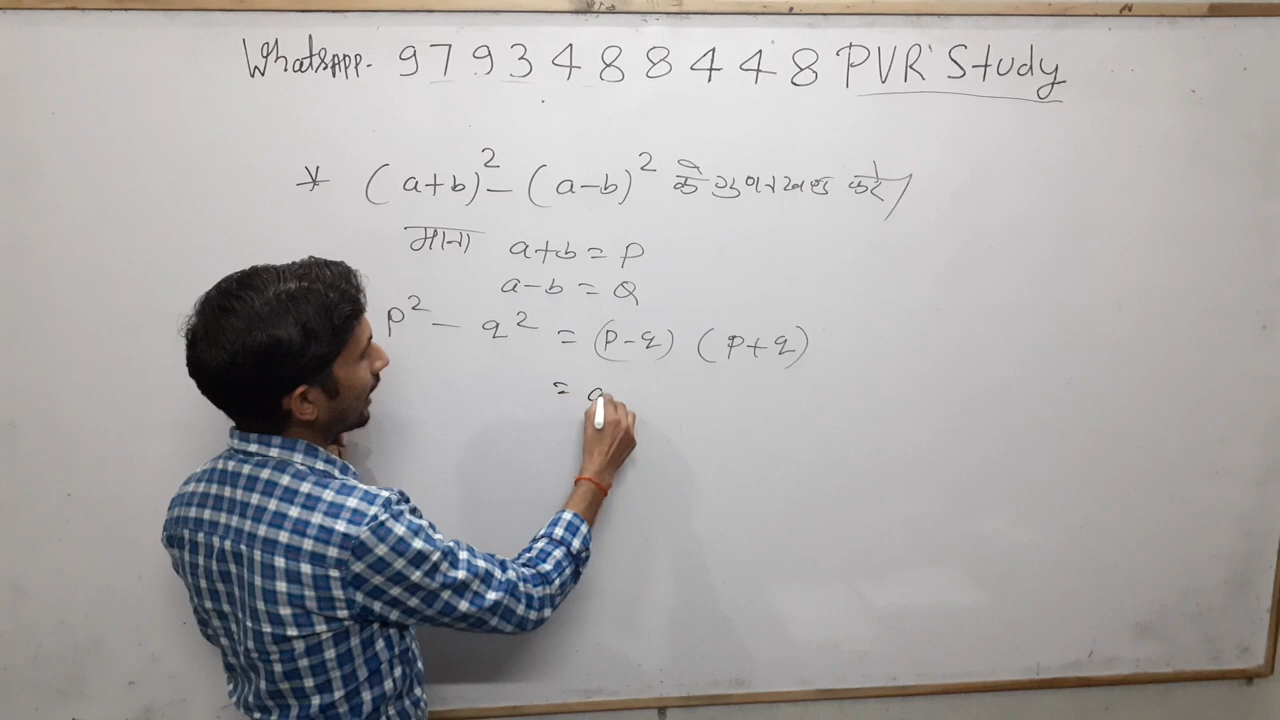 WhatsApp. 9793488448 PVR Study
* (a+b)² - (a-b)² के गुणनखण्ड करें/
माना a+b = P
a-b = Q
p² - q² = (p-q) (p+q)
= a